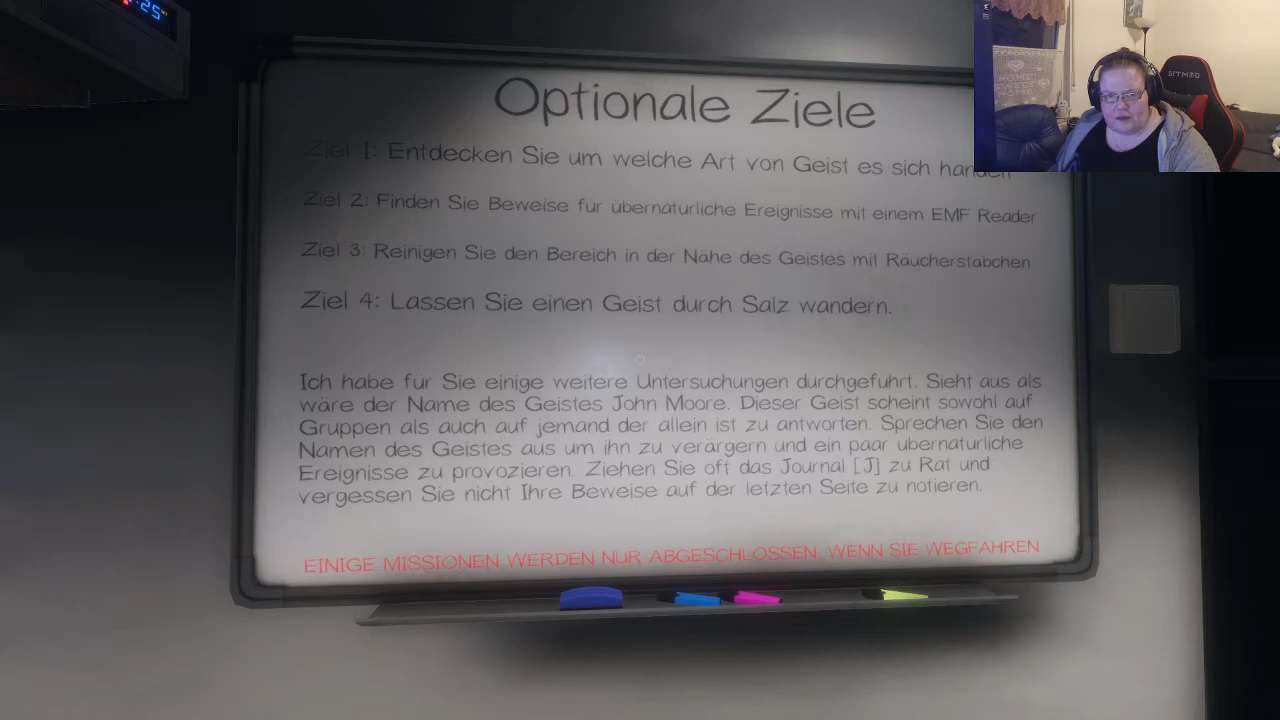 :25
Optionale Ziele
Ziel 1: Entdecken Sie um welche Art von Geist es sich handelt
Ziel 2: Finden Sie Beweise für übernatürliche Ereignisse mit einem EMF Reader
Ziel 3: Reinigen Sie den Bereich in der Nähe des Geistes mit Räucherstäbchen
Ziel 4: Lassen Sie einen Geist durch Salz wandern.
Ich habe für Sie einige weitere Untersuchungen durchgeführt. Sieht aus als
wäre der Name des Geistes John Moore. Dieser Geist scheint sowohl auf
Gruppen als auch auf jemand der allein ist zu antworten. Sprechen Sie den
Namen des Geistes aus um ihn zu verärgern und ein paar übernatürliche
Ereignisse zu provozieren. Ziehen Sie oft das Journal [J] zu Rat und
vergessen Sie nicht Ihre Beweise auf der letzten Seite zu notieren.
EINIGE MISSIONEN WERDEN NUR ABGESCHLOSSEN, WENN SIE WEGFAHREN
HOME
SWEET
HOME